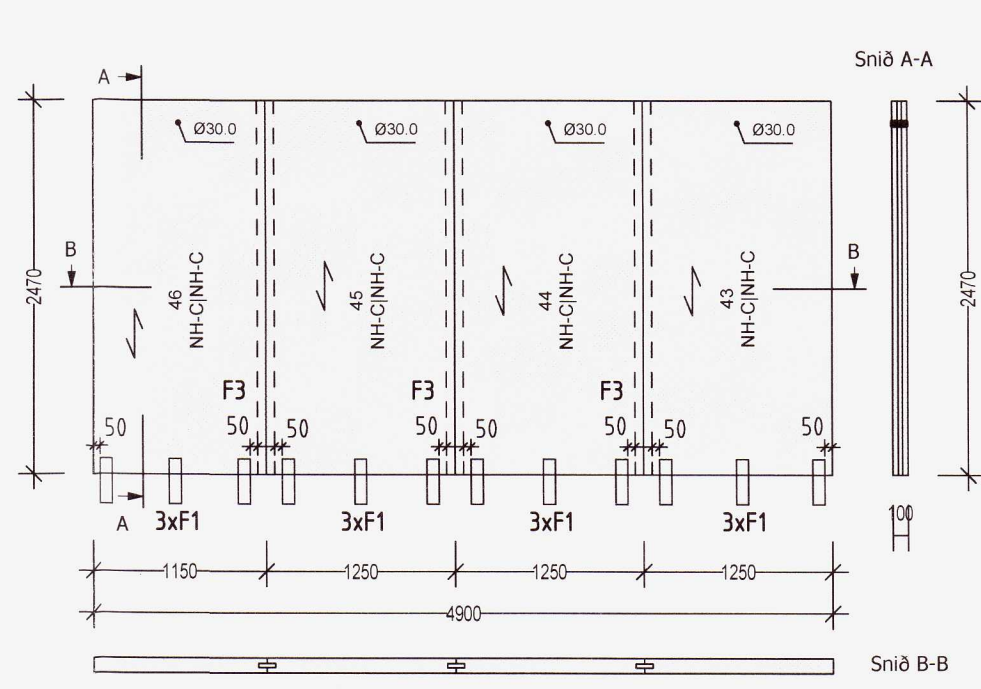 Snið A-A
A
Ø30.0 Ø30.0 Ø30.0 Ø30.0
B B
2470 2470
46 45 44 43
NH-C|NH-C NH-C|NH-C NH-C|NH-C NH-C|NH-C
F3 F3 F3
50 50 50 50 50 50 50 50
A
3xF1 3xF1 3xF1 3xF1
100
1150 1250 1250 1250
4900
Snið B-B